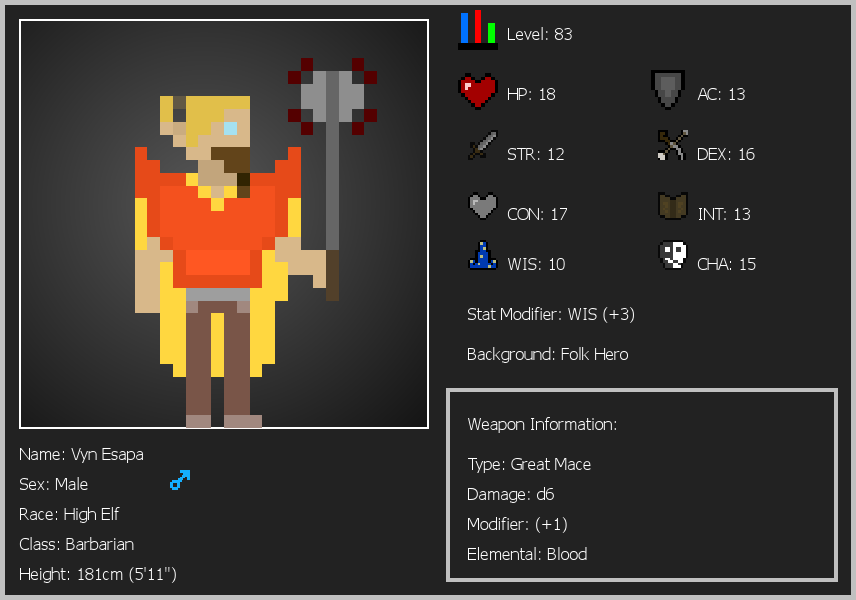 Level: 83
HP: 18
AC: 13
STR: 12
DEX: 16
CON: 17
INT: 13
WIS: 10
CHA: 15
Stat Modifier: WIS (+3)
Background: Folk Hero
Weapon Information:
Type: Great Mace
Damage: d6
Modifier: (+1)
Elemental: Blood
Name: Vyn Esapa
Sex: Male
Race: High Elf
Class: Barbarian
Height: 181cm (5'11")